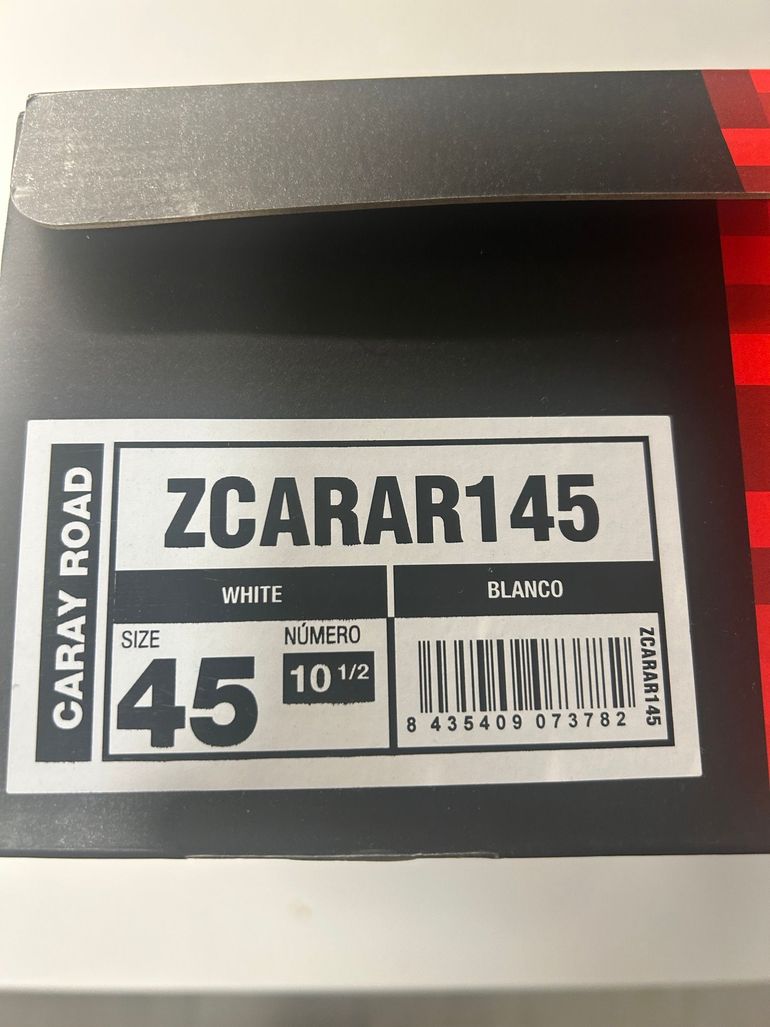 CARAY ROAD
ZCARAR145
WHITE
BLANCO
SIZE
45
NÚMERO
10 1/2
8 435409 073782
ZCARAR145